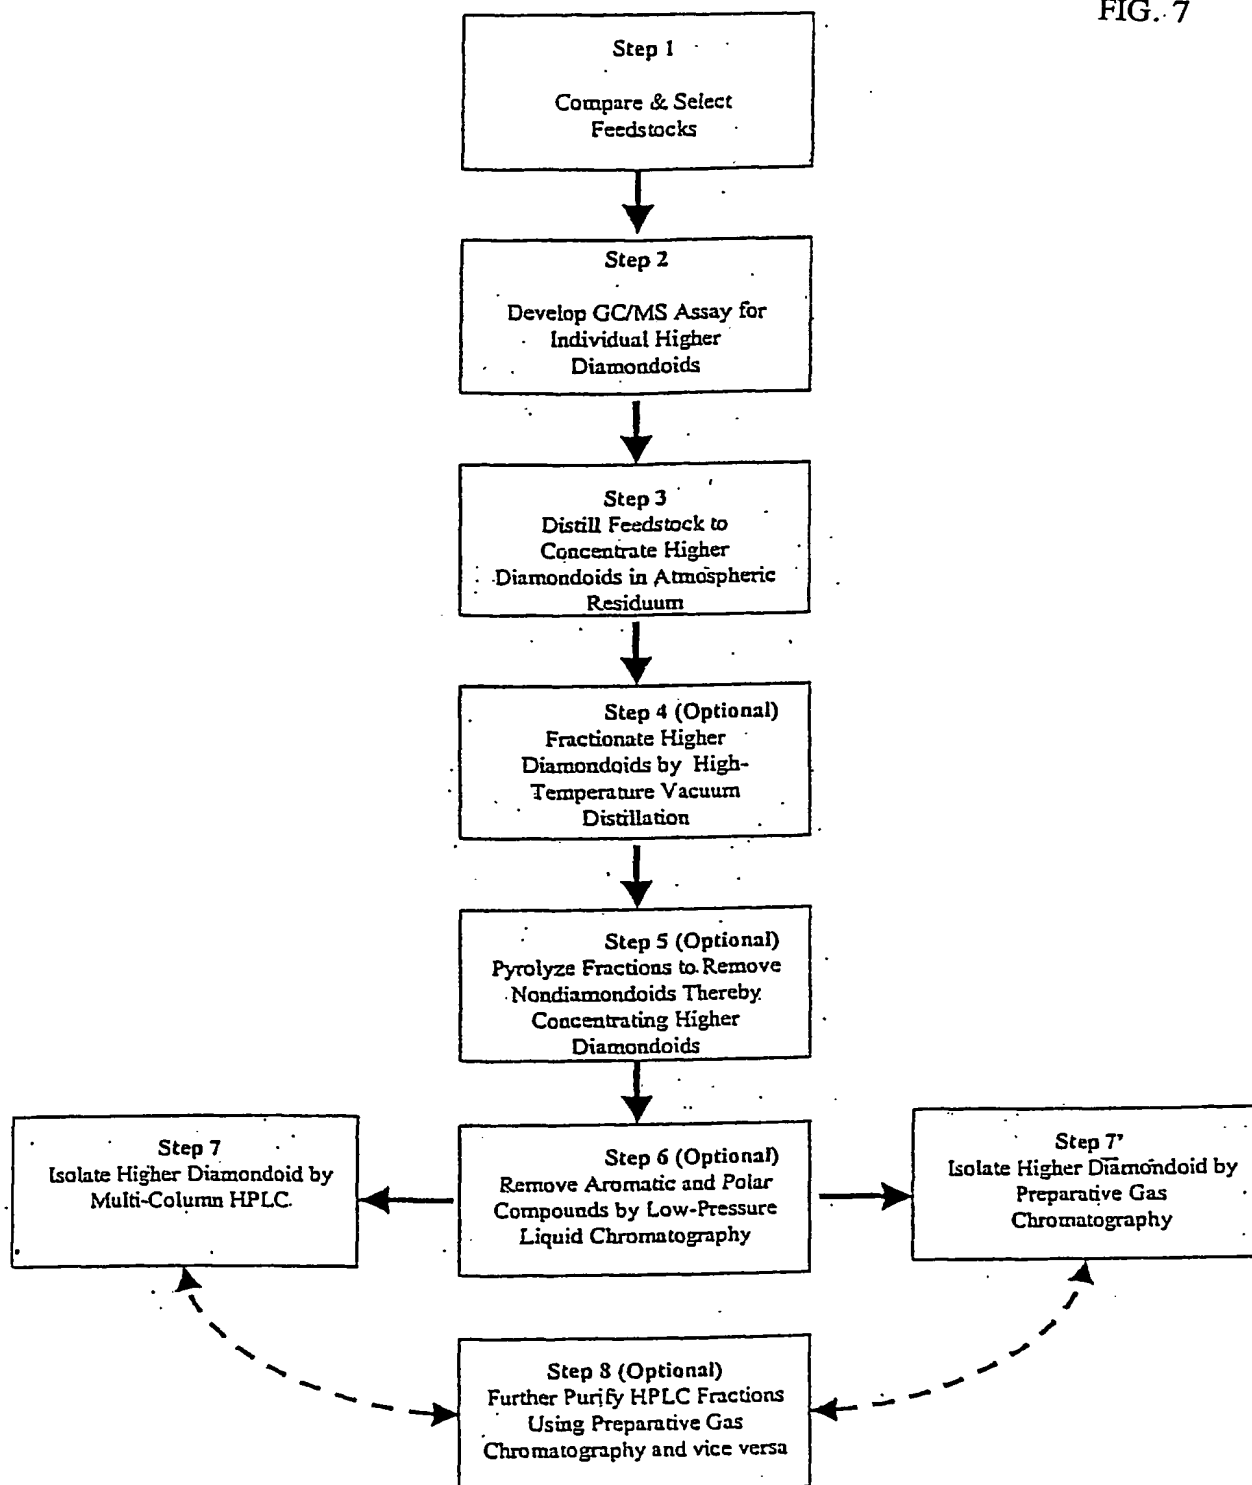 FIG. 7
Step 1
Compare & Select
Feedstocks
Step 2
Develop GC/MS Assay for
Individual Higher
Diamondoids
Step 3
Distill Feedstock to
Concentrate Higher
Diamondoids in Atmospheric
Residuum
Step 4 (Optional)
Fractionate Higher
Diamondoids by High-
Temperature Vacuum
Distillation
Step 5 (Optional)
Pyrolyze Fractions to Remove
Nondiamondoids Thereby
Concentrating Higher
Diamondoids
Step 6 (Optional)
Remove Aromatic and Polar
Compounds by Low-Pressure
Liquid Chromatography
Step 7
Isolate Higher Diamondoid by
Multi-Column HPLC.
Step 7'
Isolate Higher Diamondoid by
Preparative Gas
Chromatography
Step 8 (Optional)
Further Purify HPLC Fractions
Using Preparative Gas
Chromatography and vice versa